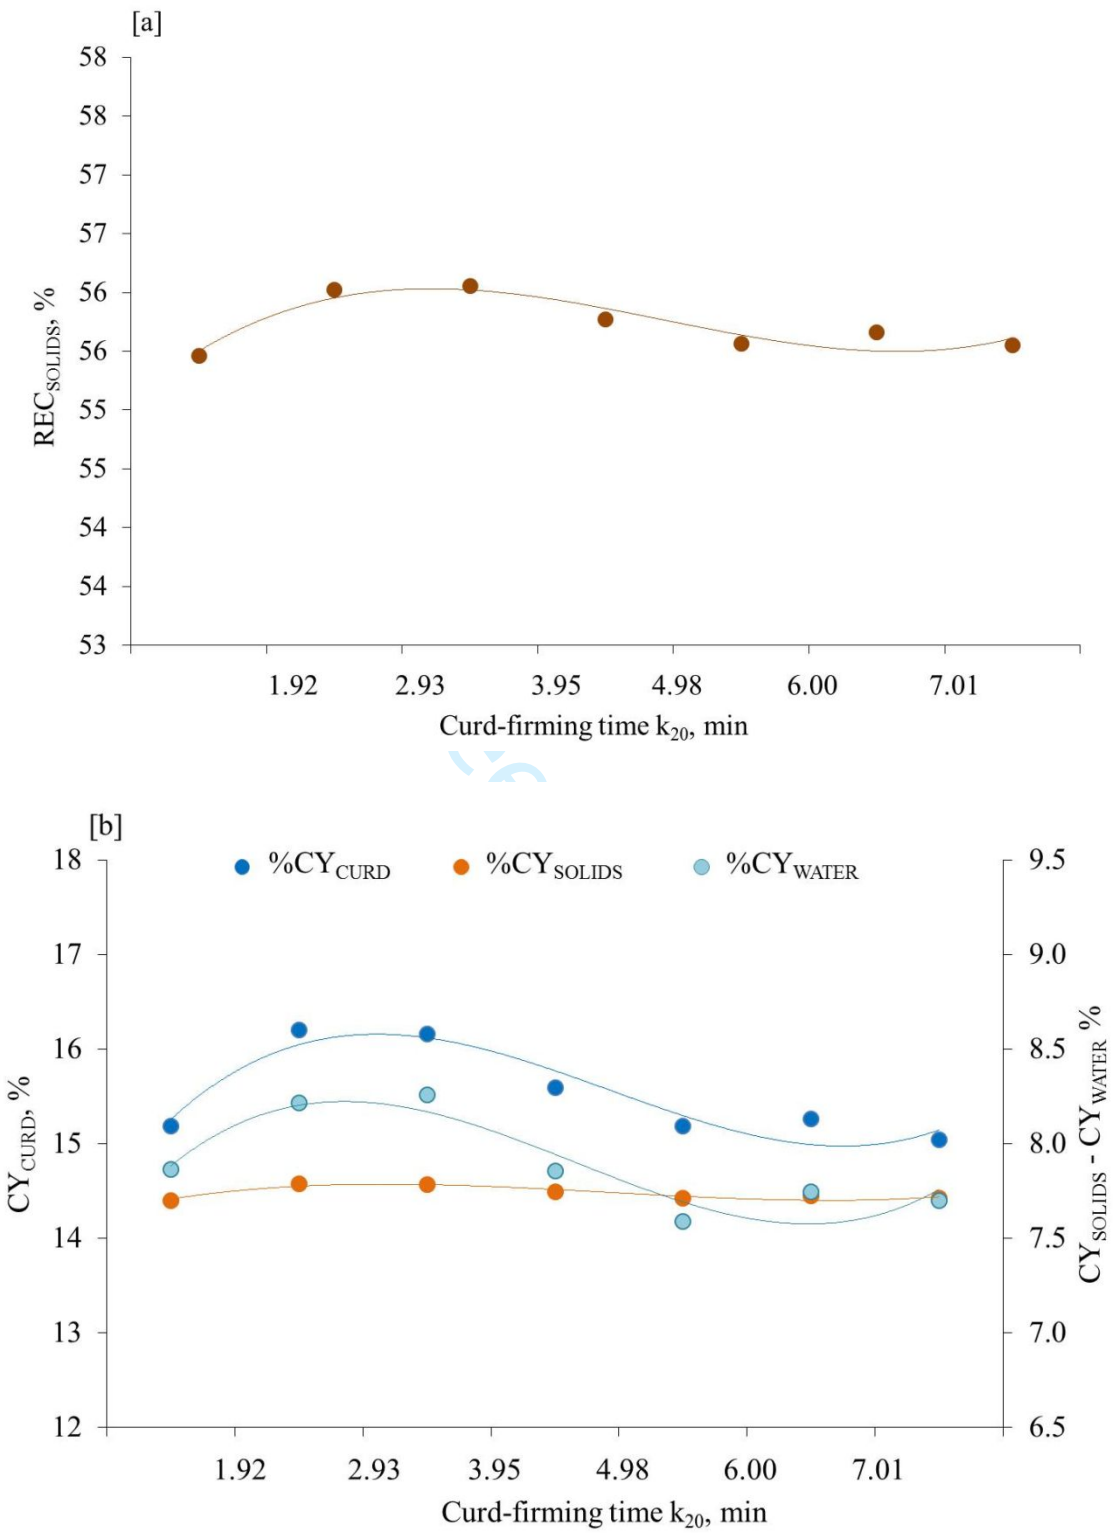 [a]
58
58
57
57
56
56
55
55
54
54
53
REC_SOLIDS, %
1.92 2.93 3.95 4.98 6.00 7.01
Curd-firming time k₂₀, min
[b]
%CY_CURD %CY_SOLIDS %CY_WATER
18 9.5
17 9.0
16 8.5
15 8.0
14 7.5
13 7.0
12 6.5
CY_CURD, %
CY_SOLIDS - CY_WATER %
1.92 2.93 3.95 4.98 6.00 7.01
Curd-firming time k₂₀, min